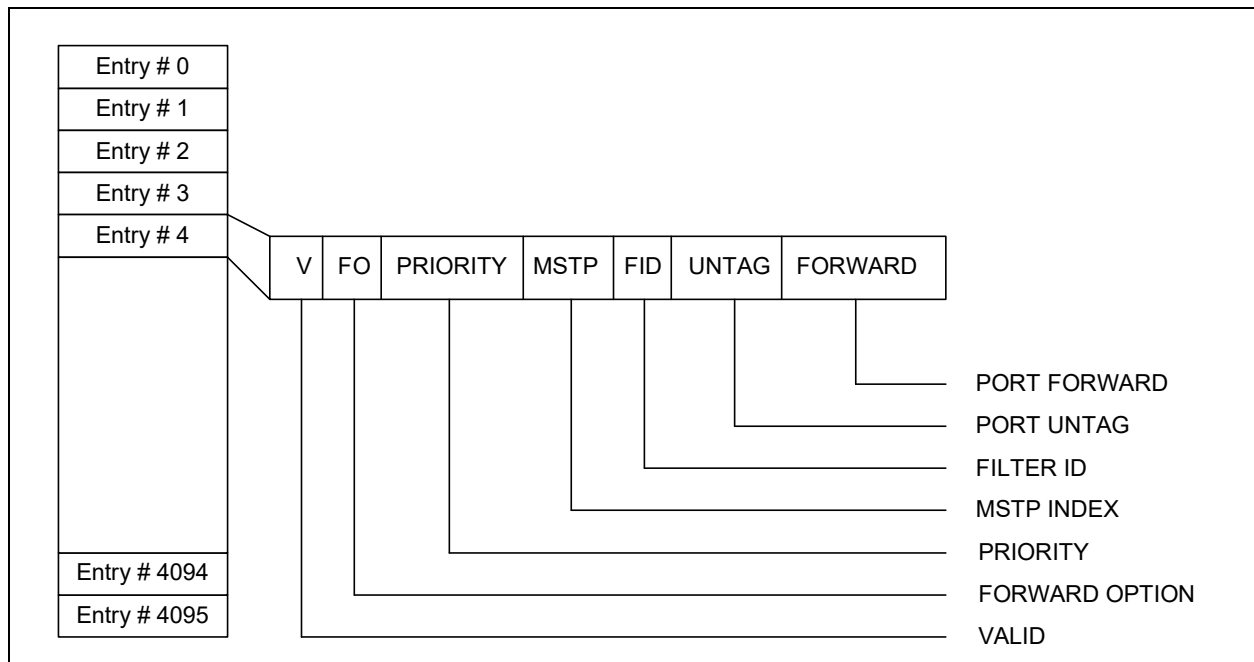 Entry # 0
Entry # 1
Entry # 2
Entry # 3
Entry # 4
V FO PRIORITY MSTP FID UNTAG FORWARD
PORT FORWARD
PORT UNTAG
FILTER ID
MSTP INDEX
PRIORITY
FORWARD OPTION
VALID
Entry # 4094
Entry # 4095